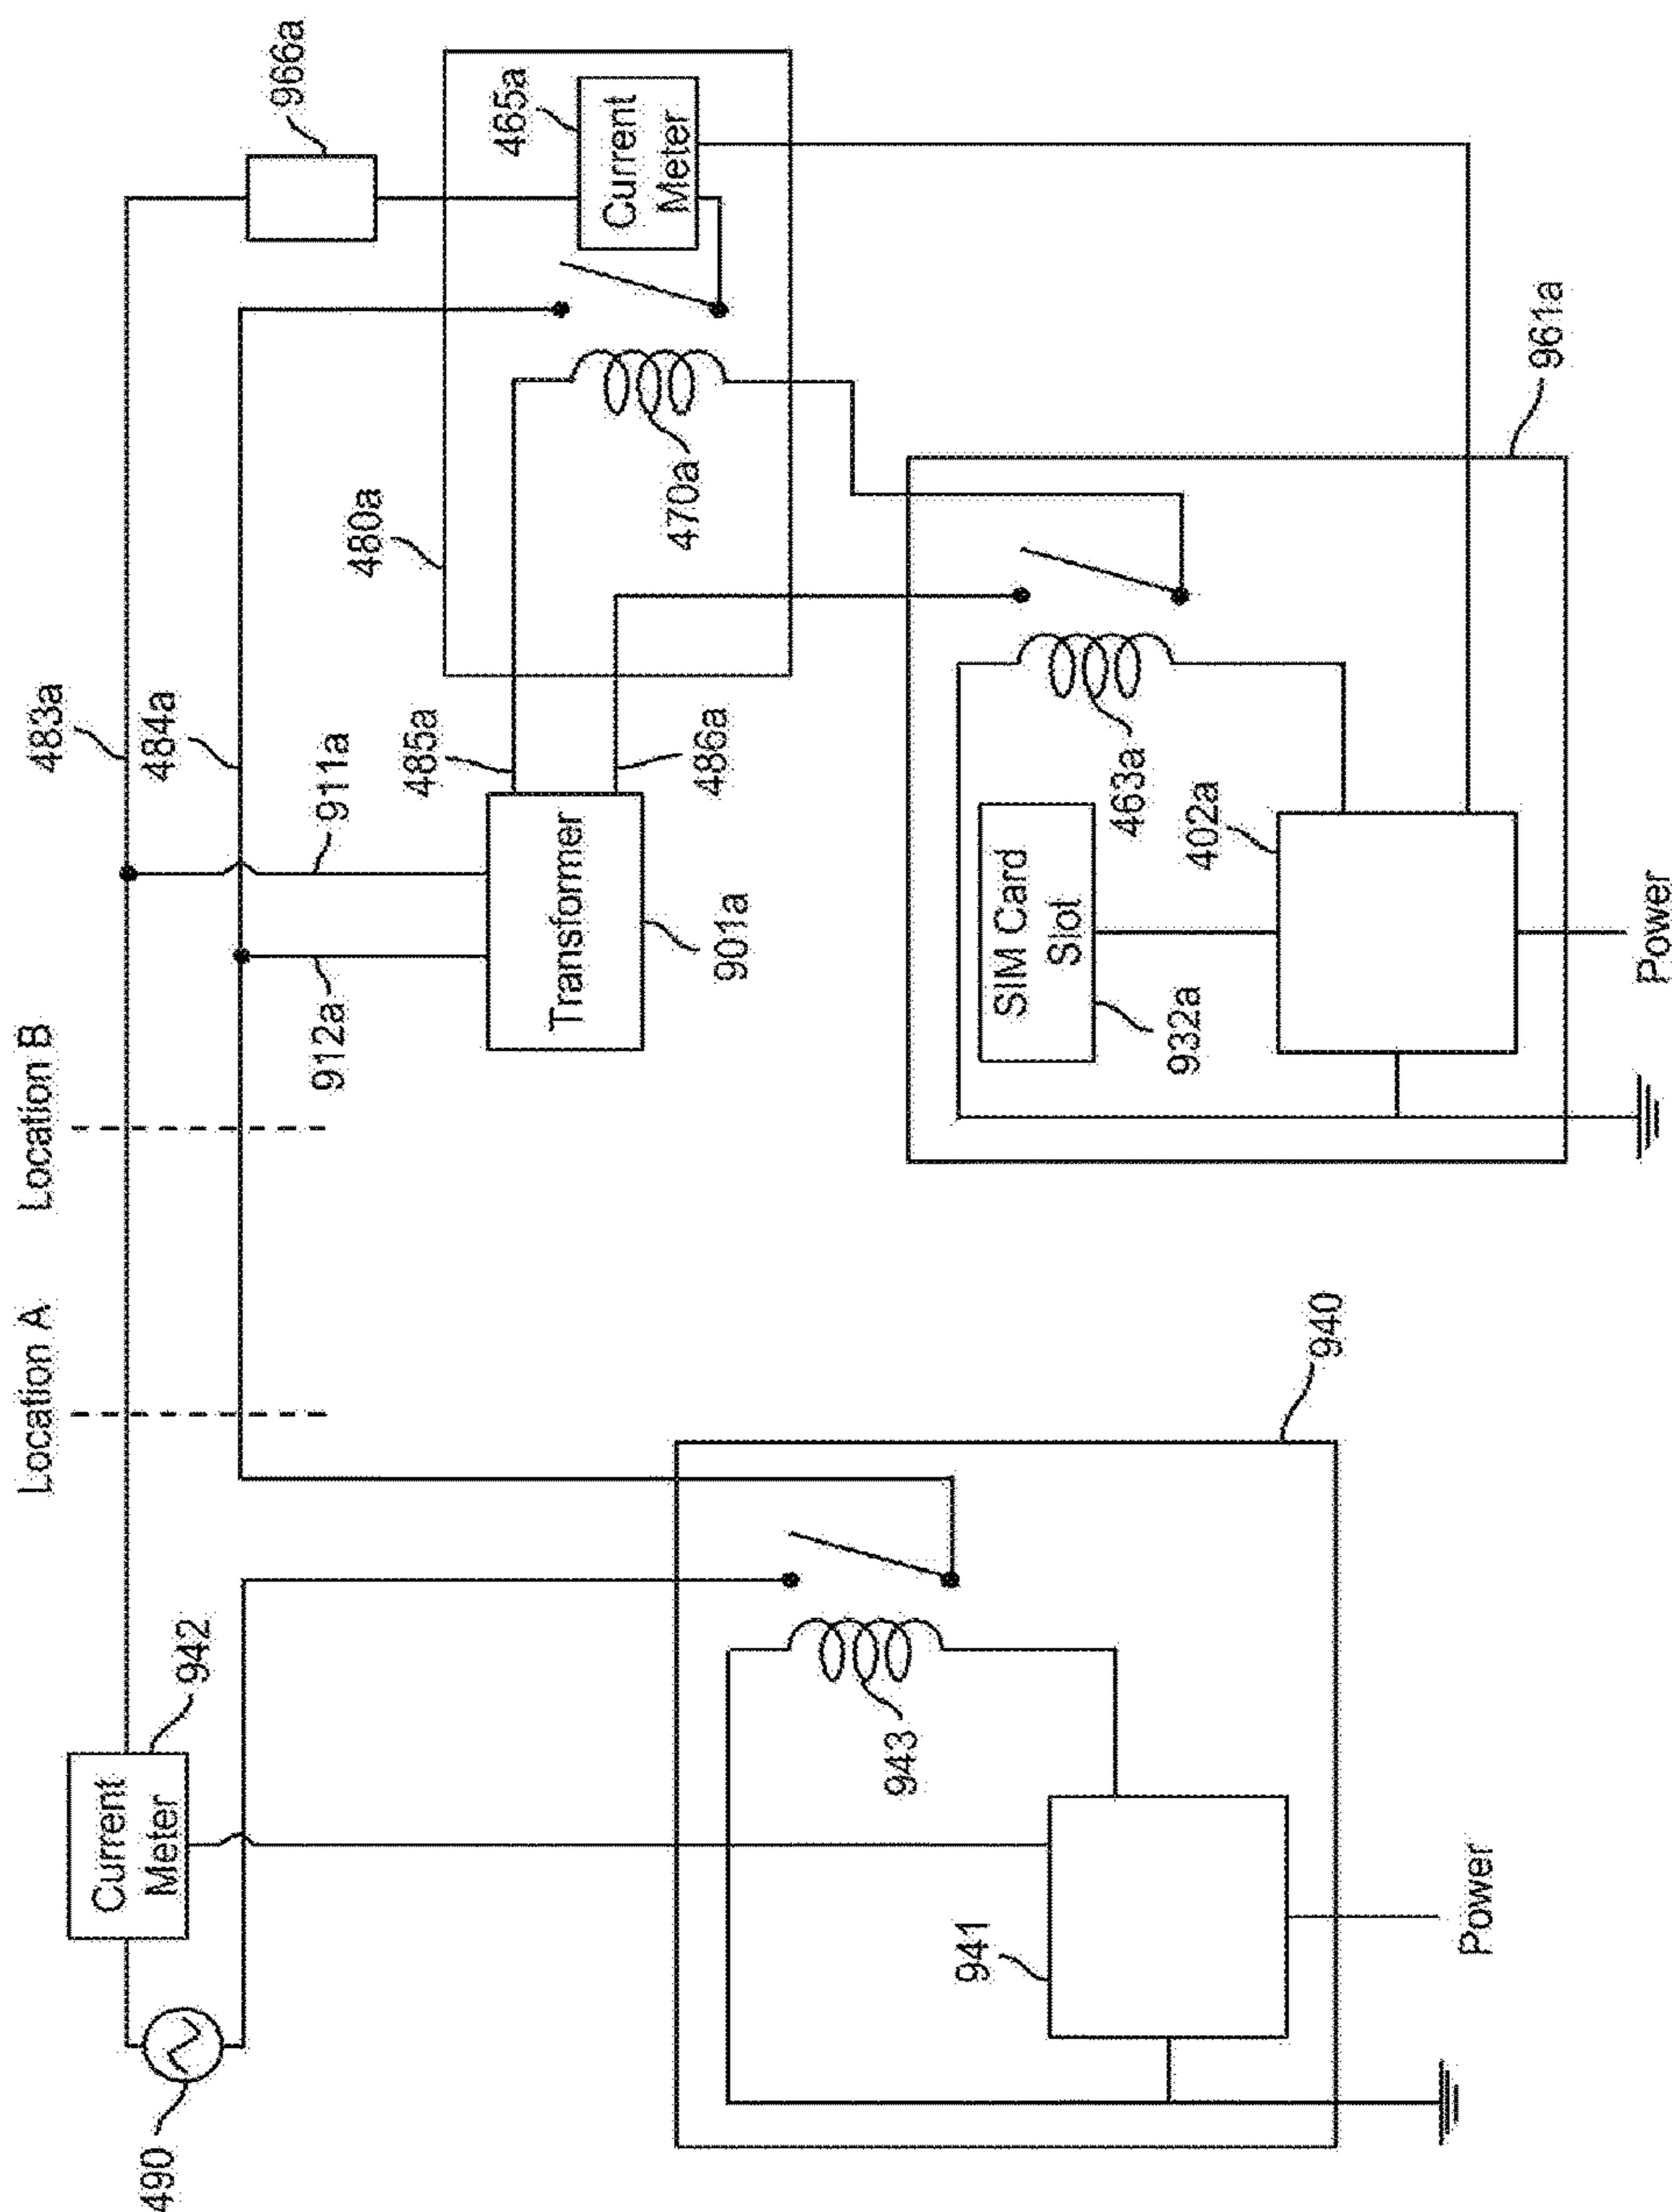 Location A
Location B
490
Current
Meter
942
483a
484a
912a
911a
Transformer
901a
485a
486a
480a
470a
465a
Current
Meter
966a
943
941
Power
940
SIM Card
Slot
932a
463a
402a
961a
Power